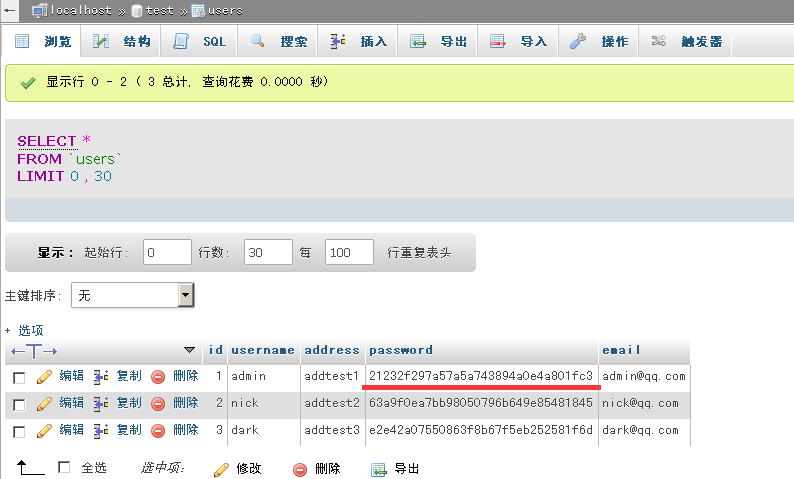 localhost » test » users
浏览 结构 SQL 搜索 插入 导出 导入 操作 触发器
显示行 0 - 2 ( 3 总计, 查询花费 0.0000 秒)
SELECT *
FROM `users`
LIMIT 0 , 30
显示： 起始行: 0 行数: 30 每 100 行重复表头
主键排序: 无
+ 选项
←T→ id username address password email
编辑 复制 删除 1 admin addtest1 21232f297a57a5a743894a0e4a801fc3 admin@qq.com
编辑 复制 删除 2 nick addtest2 63a9f0ea7bb98050796b649e85481845 nick@qq.com
编辑 复制 删除 3 dark addtest3 e2e42a07550863f8b67f5eb252581f6d dark@qq.com
全选 选中项: 修改 删除 导出